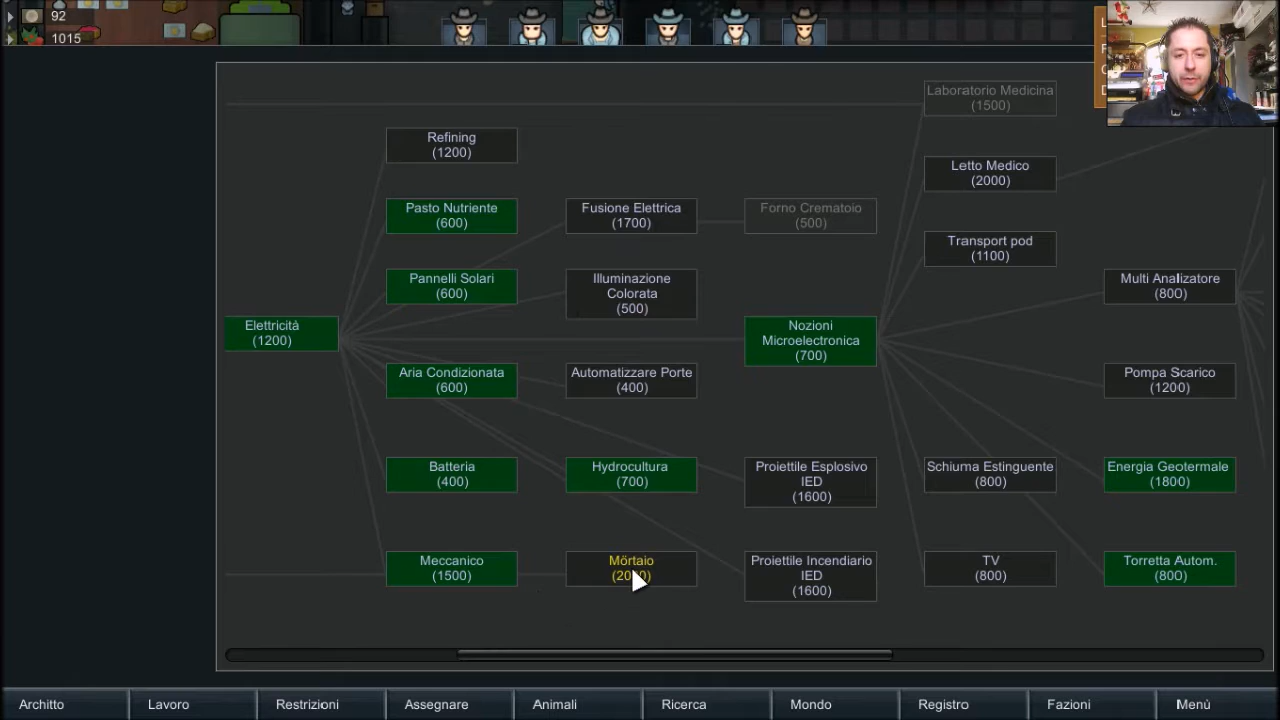 92
1015
Laboratorio Medicina
(1500)
Refining
(1200)
Letto Medico
(2000)
Pasto Nutriente
(600)
Fusione Elettrica
(1700)
Forno Crematoio
(500)
Transport pod
(1100)
Pannelli Solari
(600)
Illuminazione
Colorata
(500)
Multi Analizatore
(800)
Elettricità
(1200)
Nozioni
Microelectronica
(700)
Aria Condizionata
(600)
Automatizzare Porte
(400)
Pompa Scarico
(1200)
Batteria
(400)
Hydrocultura
(700)
Proiettile Esplosivo
IED
(1600)
Schiuma Estinguente
(800)
Energia Geotermale
(1800)
Meccanico
(1500)
Mörtaio
Proiettile Incendiario
IED
(1600)
TV
(800)
Torretta Autom.
(800)
Architto
Lavoro
Restrizioni
Assegnare
Animali
Ricerca
Mondo
Registro
Fazioni
Menù